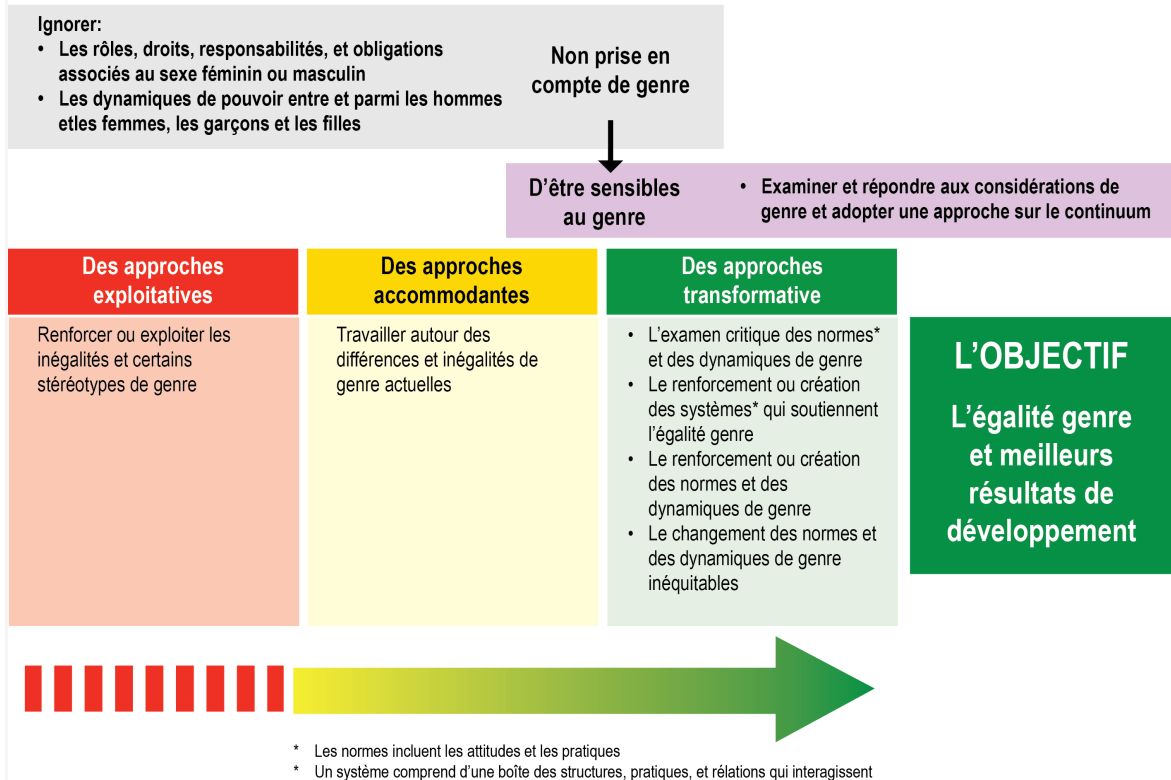 Ignorer:
• Les rôles, droits, responsabilités, et obligations
associés au sexe féminin ou masculin
• Les dynamiques de pouvoir entre et parmi les hommes
etles femmes, les garçons et les filles
Non prise en
compte de genre
D'être sensibles
au genre
• Examiner et répondre aux considérations de
genre et adopter une approche sur le continuum
Des approches
exploitatives
Renforcer ou exploiter les
inégalités et certains
stéréotypes de genre
Des approches
accommodantes
Travailler autour des
différences et inégalités de
genre actuelles
Des approches
transformative
• L'examen critique des normes*
et des dynamiques de genre
• Le renforcement ou création
des systèmes* qui soutiennent
l'égalité genre
• Le renforcement ou création
des normes et des
dynamiques de genre
• Le changement des normes et
des dynamiques de genre
inéquitables
L'OBJECTIF
L'égalité genre
et meilleurs
résultats de
développement
* Les normes incluent les attitudes et les pratiques
* Un système comprend d'une boîte des structures, pratiques, et rélations qui interagissent